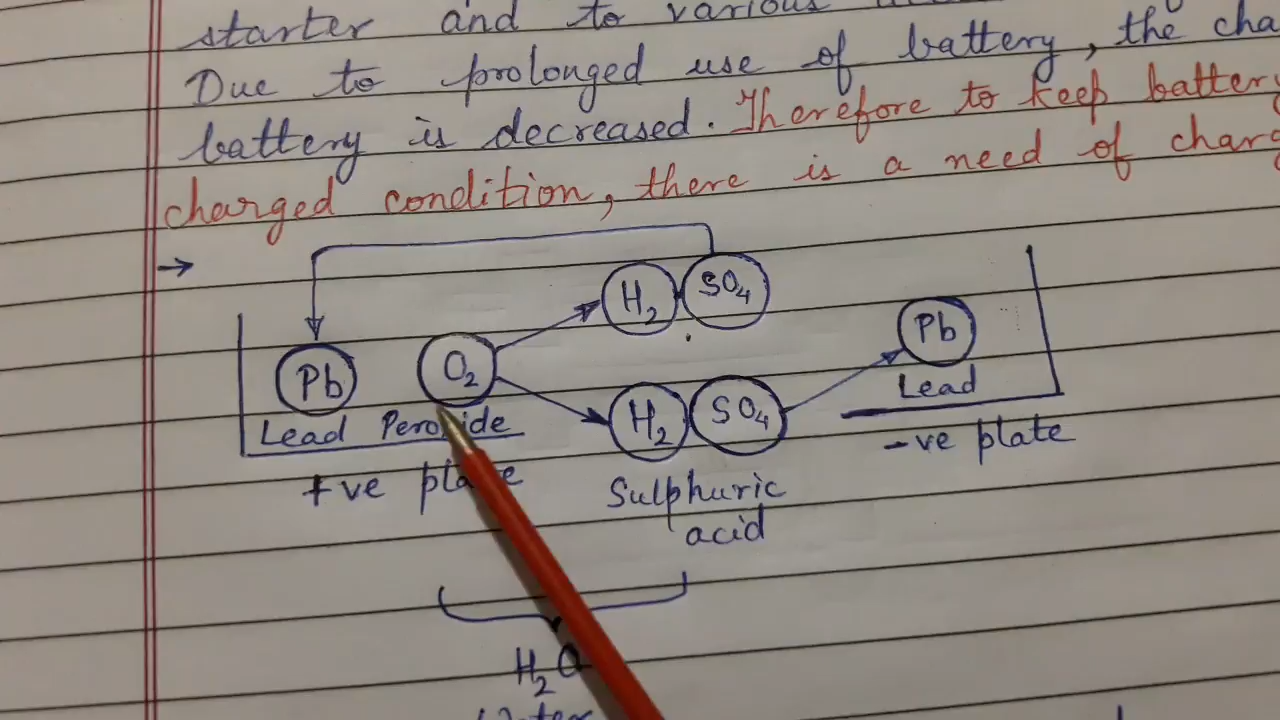 starter and to various
Due to prolonged use of battery, the cha
battery is decreased. Therefore to keep battery
charged condition, there is a need of charg
→
H₂ SO₄
Pb O₂ Pb
Lead Peroxide H₂ SO₄ Lead
+ve plate -ve plate
Sulphuric
acid
H₂O
Water